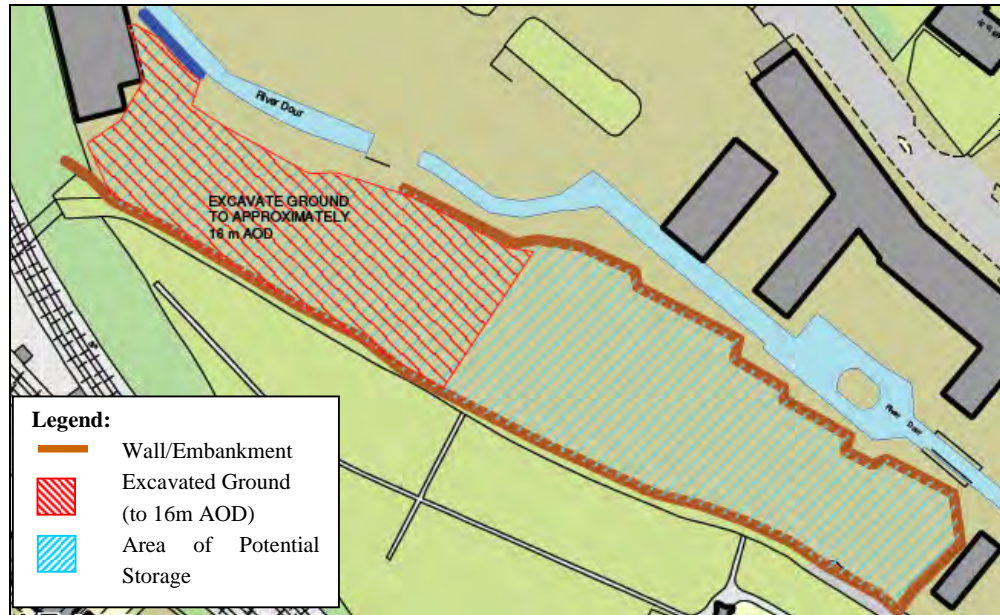 River Dour
EXCAVATE GROUND
TO APPROXIMATELY
16 m AOD
River Dour
Legend:
Wall/Embankment
Excavated Ground
(to 16m AOD)
Area of Potential
Storage